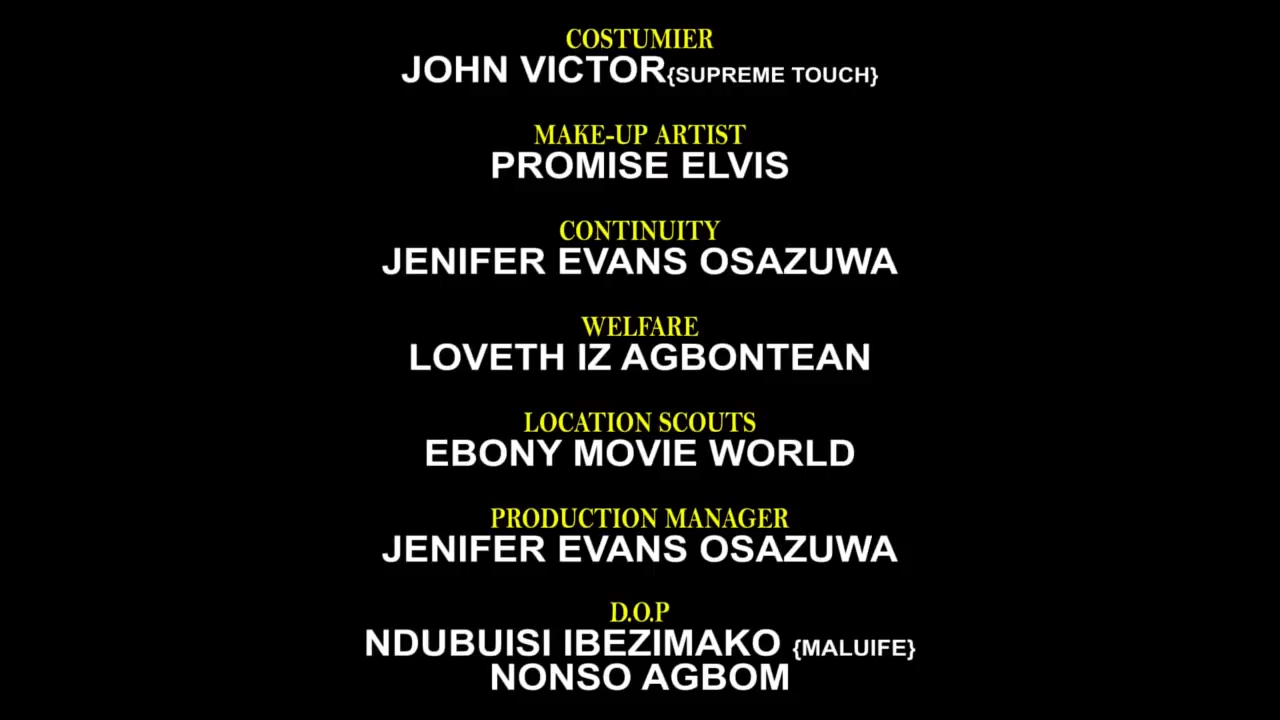 COSTUMIER
JOHN VICTOR{SUPREME TOUCH}
MAKE-UP ARTIST
PROMISE ELVIS
CONTINUITY
JENIFER EVANS OSAZUWA
WELFARE
LOVETH IZ AGBONTEAN
LOCATION SCOUTS
EBONY MOVIE WORLD
PRODUCTION MANAGER
JENIFER EVANS OSAZUWA
D.O.P
NDUBUISI IBEZIMAKO {MALUIFE}
NONSO AGBOM